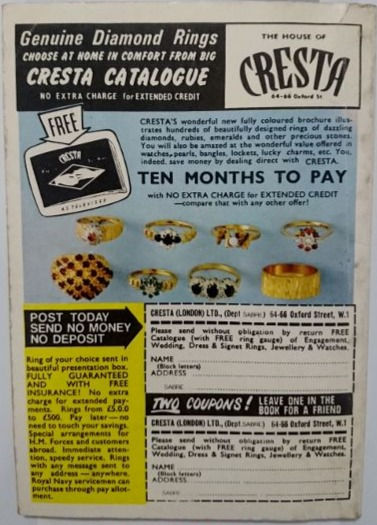 Genuine Diamond Rings
CHOOSE AT HOME IN COMFORT FROM BIG
CRESTA CATALOGUE
NO EXTRA CHARGE for EXTENDED CREDIT
THE HOUSE OF
CRESTA
64-66 Oxford St
FREE
CRESTA
CRESTA'S wonderful new fully coloured brochure illus-
trates hundreds of beautifully designed rings of dazzling
diamonds, rubies, emeralds and other precious stones.
You will also be amazed at the wonderful value offered in
watches, pearls, bangles, lockets, lucky charms, etc. You,
indeed, save money by dealing direct with CRESTA.
TEN MONTHS TO PAY
with NO EXTRA CHARGE for EXTENDED CREDIT
—compare that with any other offer!
POST TODAY
SEND NO MONEY
NO DEPOSIT
Ring of your choice sent in
beautiful presentation box.
FULLY GUARANTEED
AND WITH FREE
INSURANCE! No extra
charge for extended pay-
ments. Rings from £5.0.0
to £500. Pay later—no
need to touch your savings.
Special arrangements for
H.M. Forces and customers
abroad. Immediate atten-
tion, speedy service. Rings
with any message sent to
any address — anywhere.
Royal Navy servicemen can
purchase through pay allot-
ment.
CRESTA (LONDON) LTD., (Dept SABRE) 64-66 Oxford Street, W.1
Please send without obligation by return FREE
Catalogue (with FREE ring gauge) of Engagement,
Wedding, Dress & Signet Rings, Jewellery & Watches.
NAME
(Block letters)
ADDRESS
SABRE
TWO COUPONS! LEAVE ONE IN THE
BOOK FOR A FRIEND
CRESTA (LONDON) LTD., (Dept SABRE) 64-66 Oxford Street, W.1
Please send without obligation by return FREE
Catalogue (with FREE ring gauge) of Engagement,
Wedding, Dress & Signet Rings, Jewellery & Watches.
NAME
(Block letters)
ADDRESS
SABRE